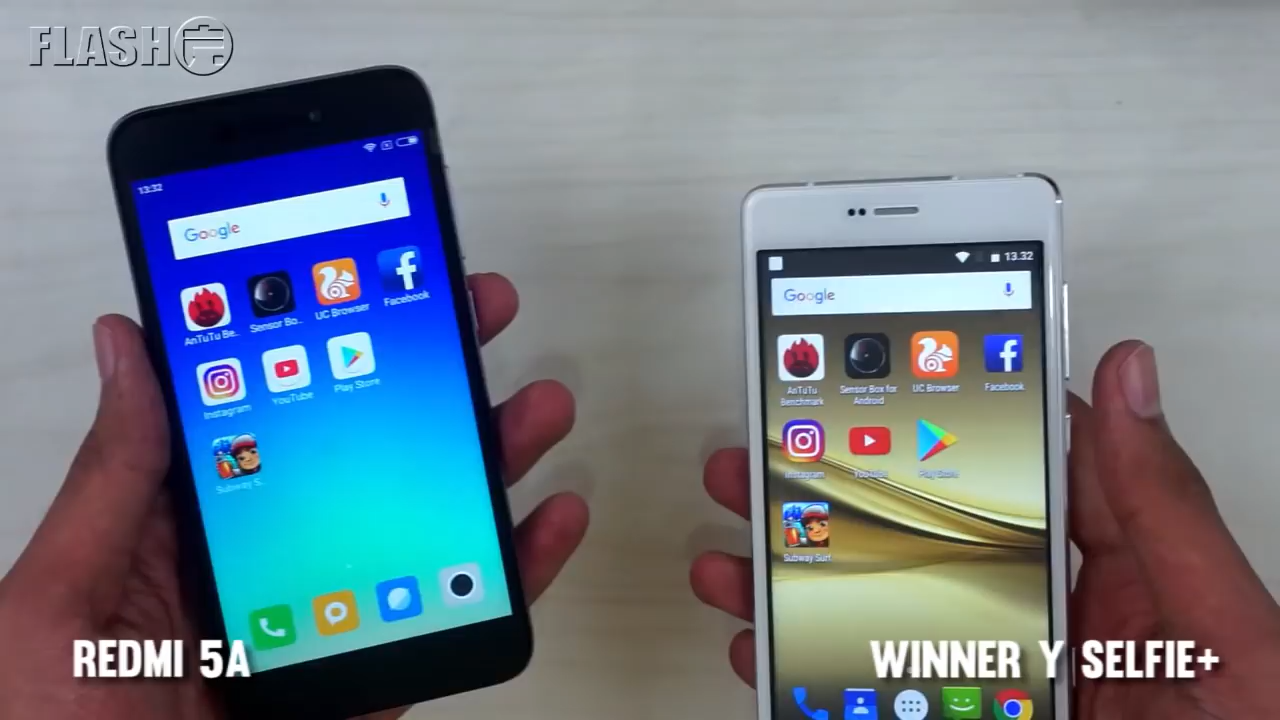 FLASH
13:32
Google
AnTuTu Be..
Sensor Bo..
UC Browser
Facebook
Instagram
YouTube
Play Store
Subway S..
REDMI 5A
13.32
Google
AnTuTu
Benchmark
Sensor Box for
Android
UC Browser
Facebook
Instagram
YouTube
Play Store
Subway Surf
WINNER Y SELFIE+